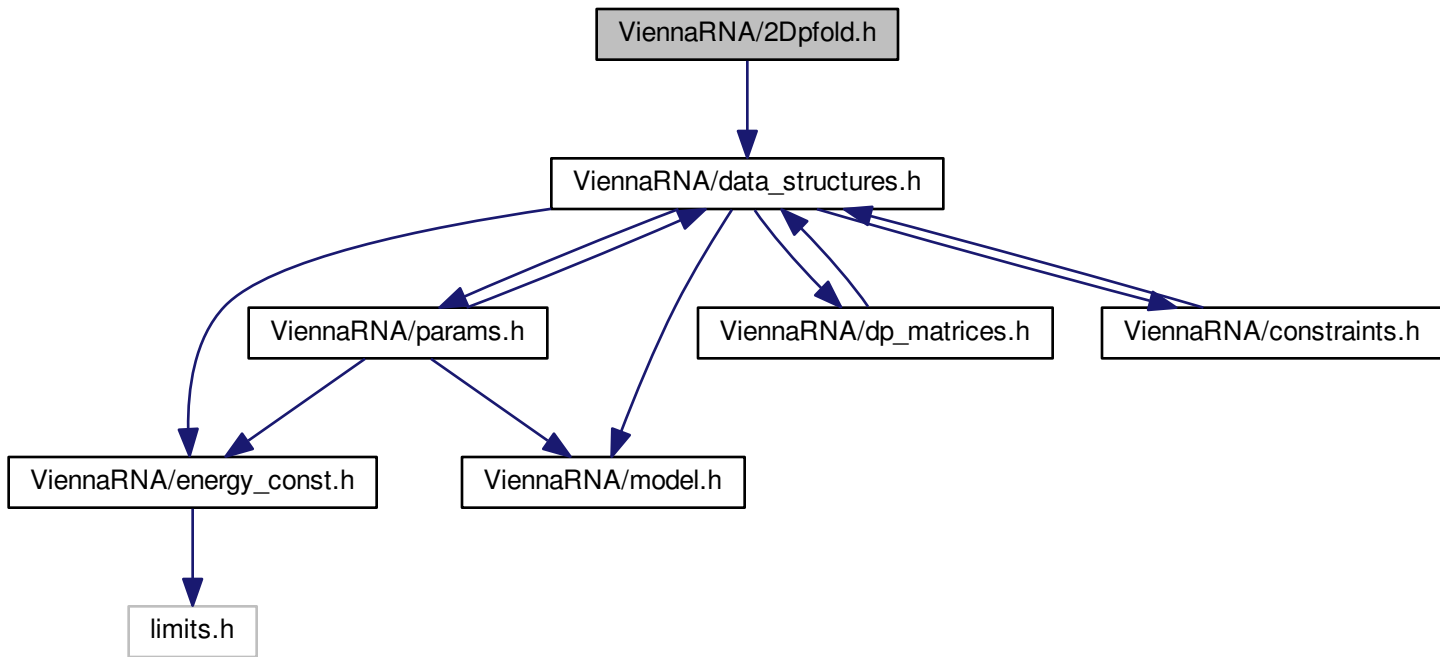 ViennaRNA/2Dpfold.h
ViennaRNA/data_structures.h
ViennaRNA/params.h
ViennaRNA/dp_matrices.h
ViennaRNA/constraints.h
ViennaRNA/energy_const.h
ViennaRNA/model.h
limits.h